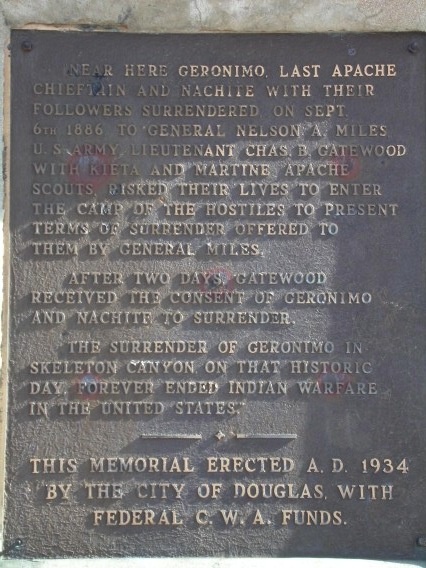 NEAR HERE GERONIMO, LAST APACHE
CHIEFTAIN AND NACHITE WITH THEIR
FOLLOWERS SURRENDERED, ON SEPT.
6TH 1886, TO GENERAL NELSON A. MILES,
U. S. ARMY, LIEUTENANT CHAS. B. GATEWOOD
WITH KIETA AND MARTINE, APACHE
SCOUTS, RISKED THEIR LIVES TO ENTER
THE CAMP OF THE HOSTILES TO PRESENT
TERMS OF SURRENDER OFFERED TO
THEM BY GENERAL MILES.
AFTER TWO DAYS, GATEWOOD
RECEIVED THE CONSENT OF GERONIMO
AND NACHITE TO SURRENDER.
THE SURRENDER OF GERONIMO IN
SKELETON CANYON ON THAT HISTORIC
DAY, FOREVER ENDED INDIAN WARFARE
IN THE UNITED STATES."
THIS MEMORIAL ERECTED A. D. 1934
BY THE CITY OF DOUGLAS, WITH
FEDERAL C. W. A. FUNDS.